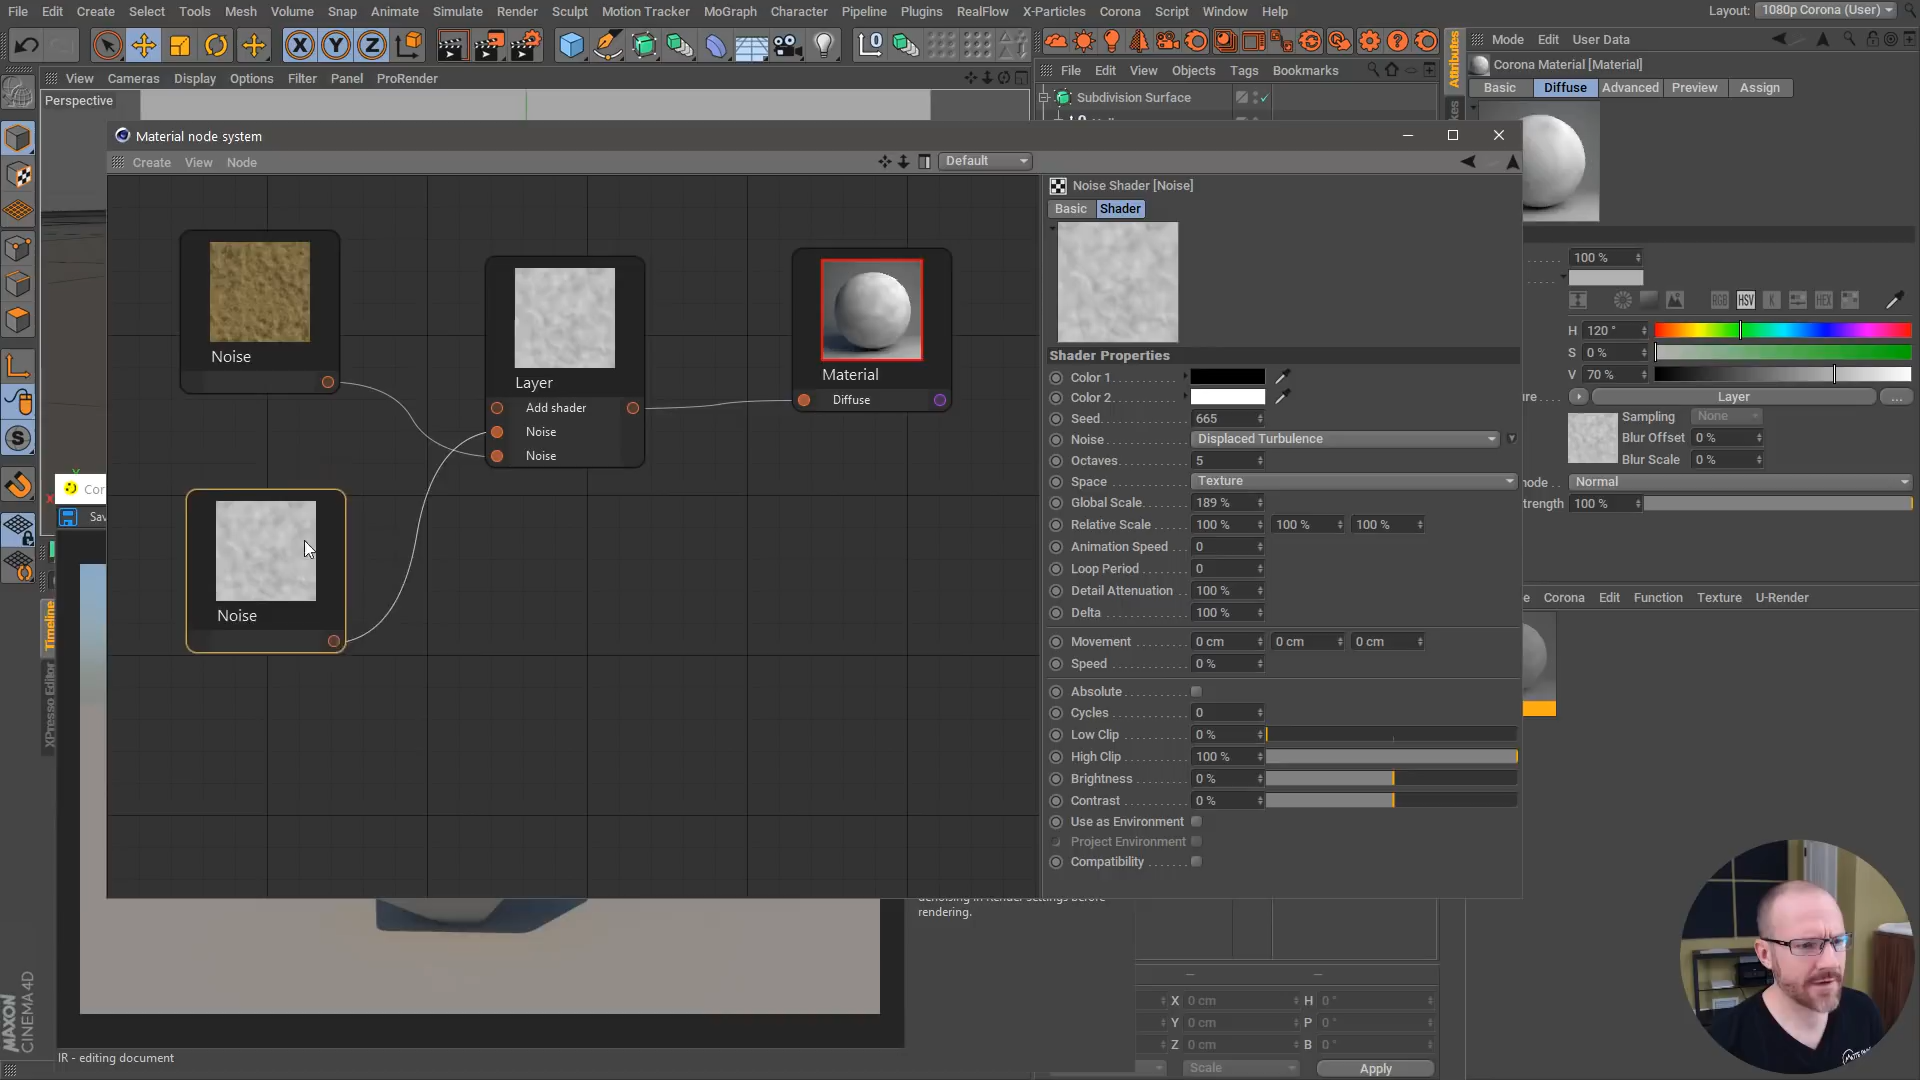 File Edit Create Select Tools Mesh Volume Snap Animate Simulate Render Sculpt Motion Tracker MoGraph Character Pipeline Plugins RealFlow X-Particles Corona Script Window Help
Layout: 1080p Corona (User)
Mode Edit User Data
Corona Material [Material]
Basic Diffuse Advanced Preview Assign
View Cameras Display Options Filter Panel ProRender
File Edit View Objects Tags Bookmarks
Attributes
Perspective
Subdivision Surface
Material node system
Create View Node
Default
Noise
Layer
Add shader
Noise
Noise
Material
Diffuse
Noise
Noise Shader [Noise]
Basic Shader
Shader Properties
Color 1
Color 2
Seed 665
Noise Displaced Turbulence
Octaves 5
Space Texture
Global Scale 189 %
Relative Scale 100 % 100 % 100 %
Animation Speed 0
Loop Period 0
Detail Attenuation 100 %
Delta 100 %
Movement 0 cm 0 cm 0 cm
Speed 0 %
Absolute
Cycles 0
Low Clip 0 %
High Clip 100 %
Brightness 0 %
Contrast 0 %
Use as Environment
Project Environment
Compatibility
100 %
RGB HSV K HEX
H 120 °
S 0 %
V 70 %
Layer ...
Sampling None
Blur Offset 0 %
Blur Scale 0 %
Normal
100 %
Corona Edit Function Texture U-Render
Cor
Sav
Timeline
XPresso Editor
rendering.
X 0 cm H 0 °
Y 0 cm P 0 °
Z 0 cm B 0 °
Scale Apply
MAXON
CINEMA 4D
IR - editing document